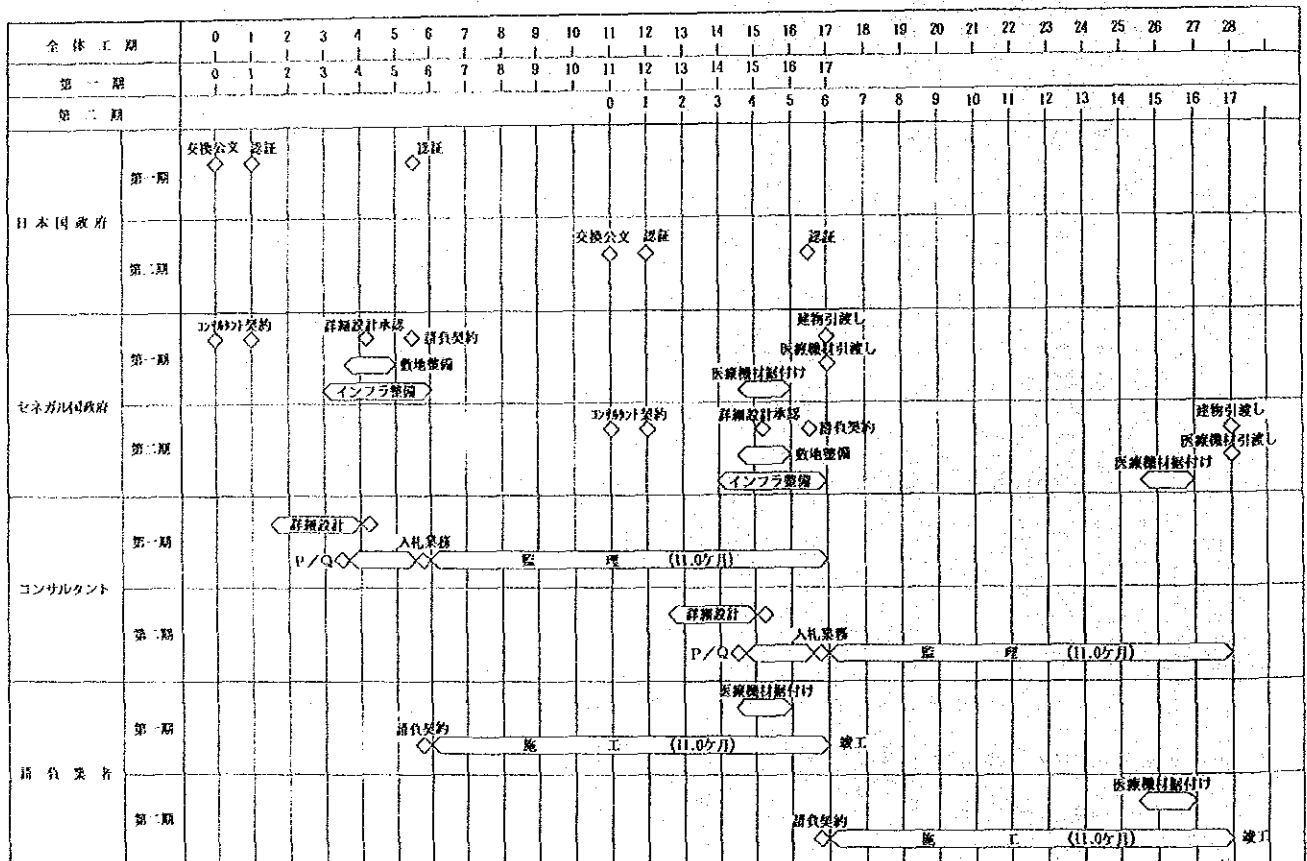 全体工期 0 1 2 3 4 5 6 7 8 9 10 11 12 13 14 15 16 17 18 19 20 21 22 23 24 25 26 27 28
第一期 0 1 2 3 4 5 6 7 8 9 10 11 12 13 14 15 16 17
第二期 0 1 2 3 4 5 6 7 8 9 10 11 12 13 14 15 16 17
日本国政府
第一期
交換公文 認証 認証
第二期
交換公文 認証 認証
セネガル国政府
第一期
コンサルタント契約 詳細設計承認 請負契約 建物引渡し
敷地整備 医療機材引渡し
インフラ整備 医療機材据付け
第二期
コンサルタント契約 詳細設計承認 請負契約 建物引渡し
敷地整備 医療機材引渡し
インフラ整備 医療機材据付け
コンサルタント
第一期
詳細設計
P/Q 入札業務 監理 (11.0ケ月)
第二期
詳細設計
P/Q 入札業務 監理 (11.0ケ月)
請負業者
第一期
医療機材据付け
請負契約 施工 (11.0ケ月) 竣工
第二期
医療機材据付け
請負契約 施工 (11.0ケ月) 竣工